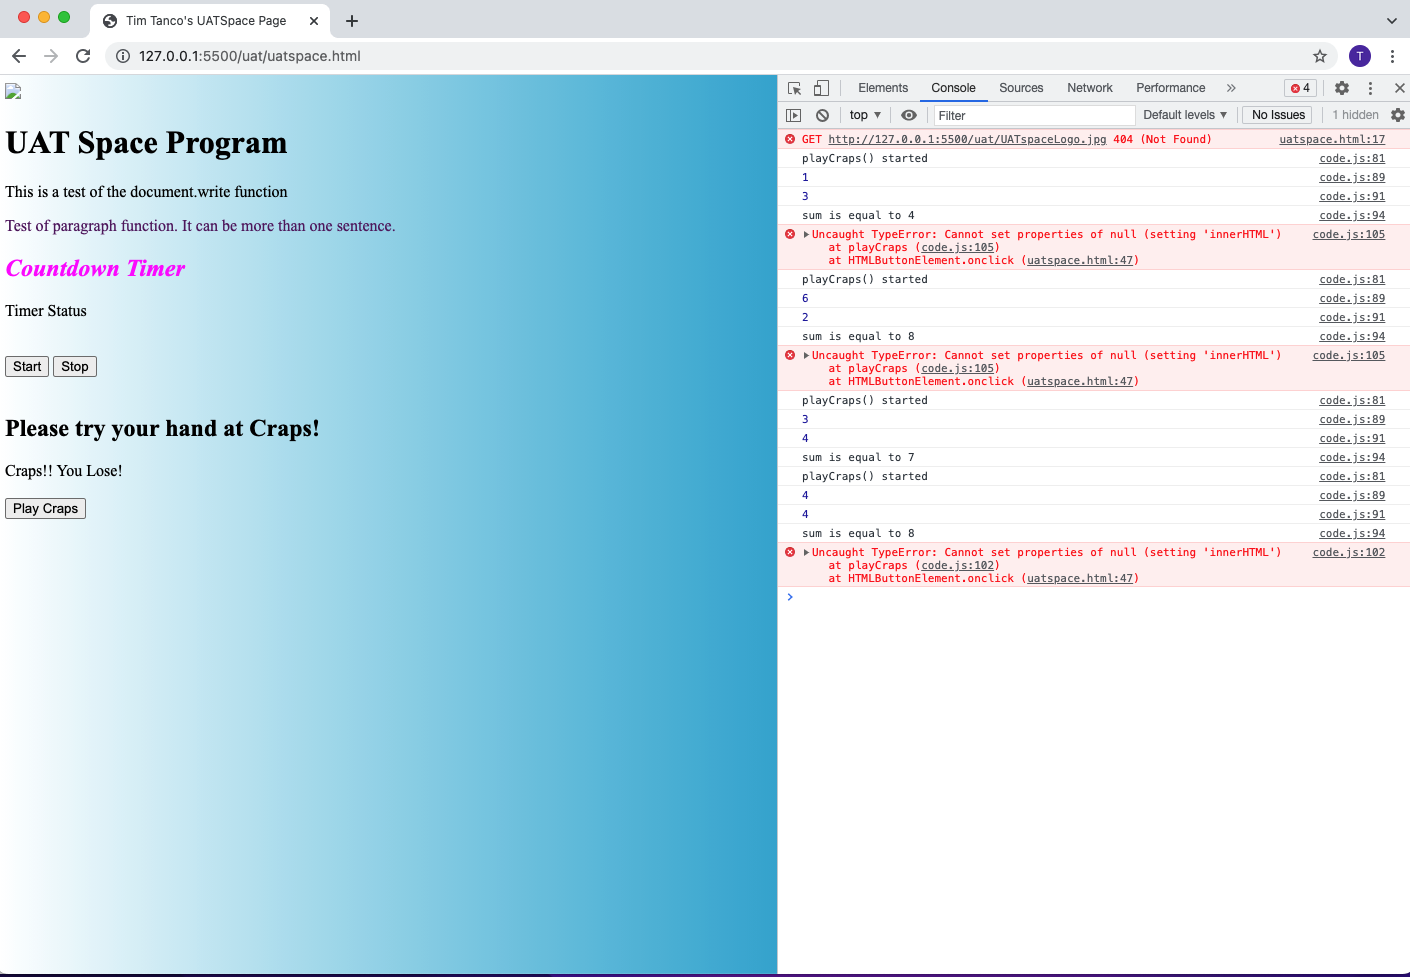 Tim Tanco's UATSpace Page
127.0.0.1:5500/uat/uatspace.html
T
UAT Space Program
This is a test of the document.write function
Test of paragraph function. It can be more than one sentence.
Countdown Timer
Timer Status
Start Stop
Please try your hand at Craps!
Craps!! You Lose!
Play Craps
Elements Console Sources Network Performance » 4
top Filter Default levels No Issues 1 hidden
GET http://127.0.0.1:5500/uat/UATspaceLogo.jpg 404 (Not Found) uatspace.html:17
playCraps() started code.js:81
1 code.js:89
3 code.js:91
sum is equal to 4 code.js:94
Uncaught TypeError: Cannot set properties of null (setting 'innerHTML') code.js:105
at playCraps (code.js:105)
at HTMLButtonElement.onclick (uatspace.html:47)
playCraps() started code.js:81
6 code.js:89
2 code.js:91
sum is equal to 8 code.js:94
Uncaught TypeError: Cannot set properties of null (setting 'innerHTML') code.js:105
at playCraps (code.js:105)
at HTMLButtonElement.onclick (uatspace.html:47)
playCraps() started code.js:81
3 code.js:89
4 code.js:91
sum is equal to 7 code.js:94
playCraps() started code.js:81
4 code.js:89
4 code.js:91
sum is equal to 8 code.js:94
Uncaught TypeError: Cannot set properties of null (setting 'innerHTML') code.js:102
at playCraps (code.js:102)
at HTMLButtonElement.onclick (uatspace.html:47)